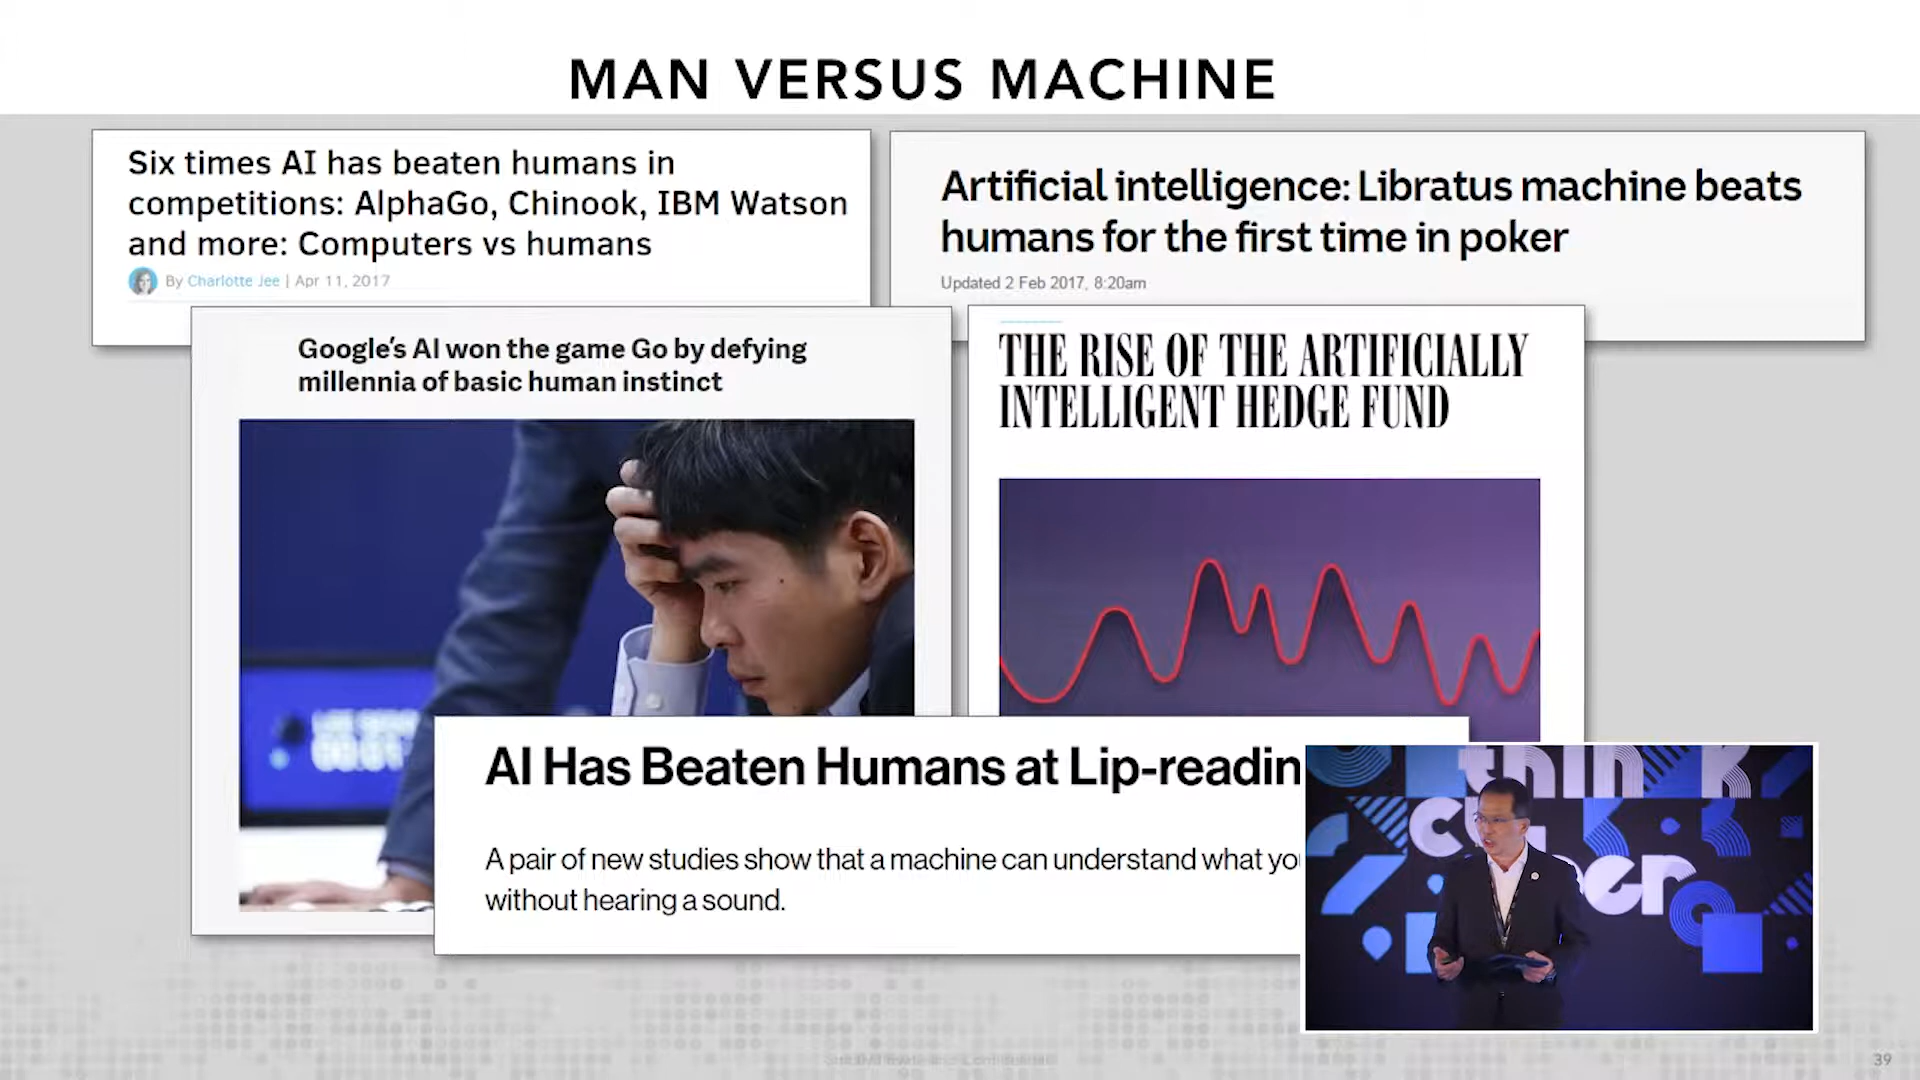 MAN VERSUS MACHINE
Six times AI has beaten humans in
competitions: AlphaGo, Chinook, IBM Watson
and more: Computers vs humans
By Charlotte Jee | Apr 11, 2017
Artificial intelligence: Libratus machine beats
humans for the first time in poker
Updated 2 Feb 2017, 8:20am
Google's AI won the game Go by defying
millennia of basic human instinct
THE RISE OF THE ARTIFICIALLY
INTELLIGENT HEDGE FUND
AI Has Beaten Humans at Lip-readin
A pair of new studies show that a machine can understand what yo
without hearing a sound.
think
39